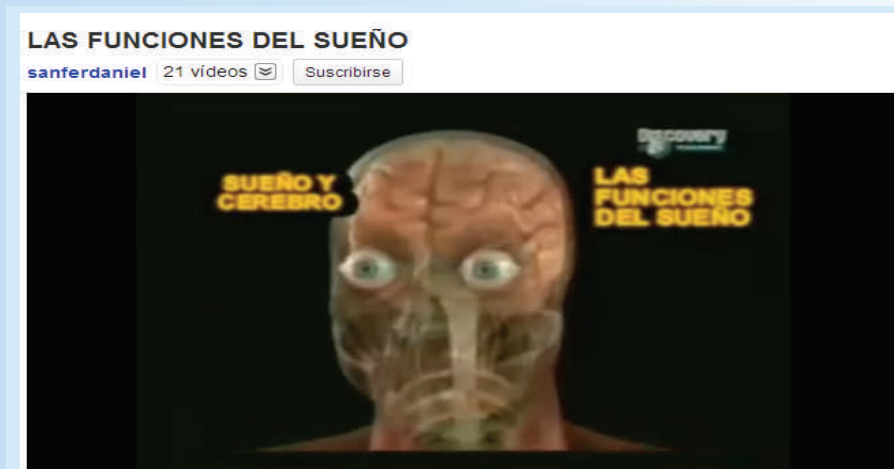 LAS FUNCIONES DEL SUEÑO
sanferdaniel 21 vídeos Suscribirse
Discovery
SUEÑO Y
CEREBRO
LAS
FUNCIONES
DEL SUEÑO